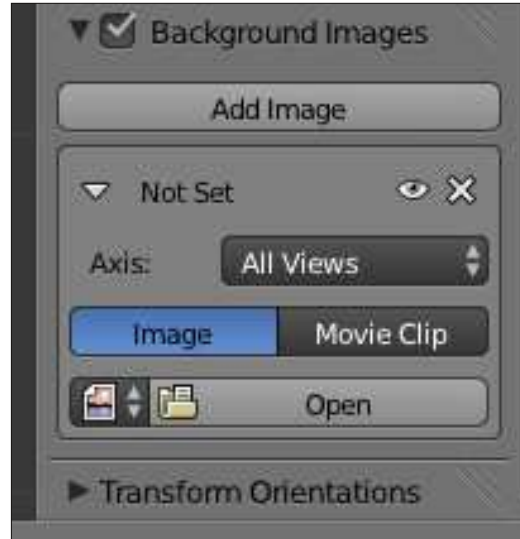 Background Images
Add Image
Not Set
Axis: All Views
Image Movie Clip
Open
Transform Orientations